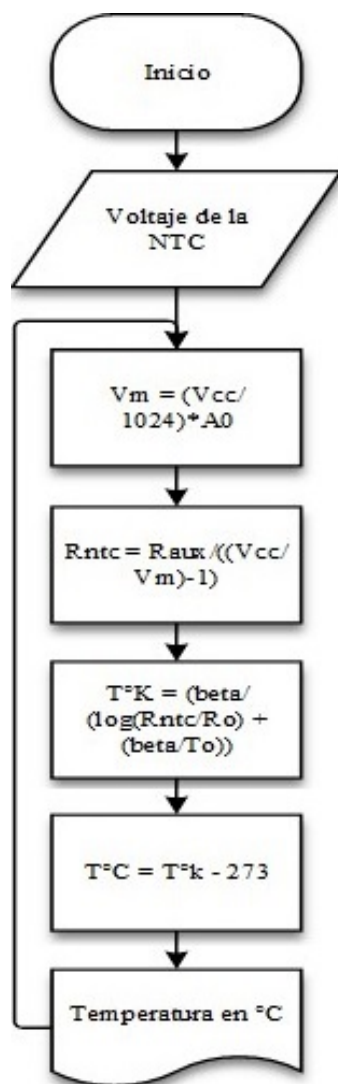 Inicio
Voltaje de la
NTC
Vm = (Vcc/
1024)*A0
Rntc = Raux/((Vcc/
Vm)-1)
T°K = (beta/
(log(Rntc/Ro) +
(beta/To))
T°C = T°k - 273
Temperatura en °C